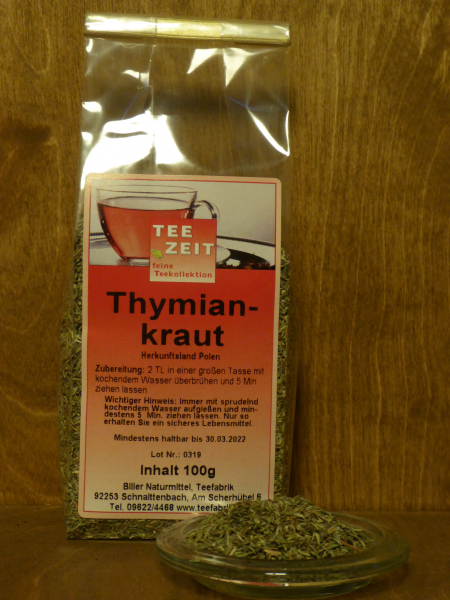 TEE
ZEIT
feine
Teekollektion
Thymian-
kraut
Herkunftsland Polen
Zubereitung: 2 TL in einer großen Tasse mit
kochendem Wasser überbrühen und 5 Min
ziehen lassen
Wichtiger Hinweis: Immer mit sprudelnd
kochendem Wasser aufgießen und min-
destens 5 Min. ziehen lassen. Nur so
erhalten Sie ein sicheres Lebensmittel.
Mindestens haltbar bis 30.03.2022
Lot Nr.: 0319
Inhalt 100g
Biller Naturmittel, Teefabrik
92253 Schnaittenbach, Am Scherhübel 6
Tel. 09622/4468 www.teefabri